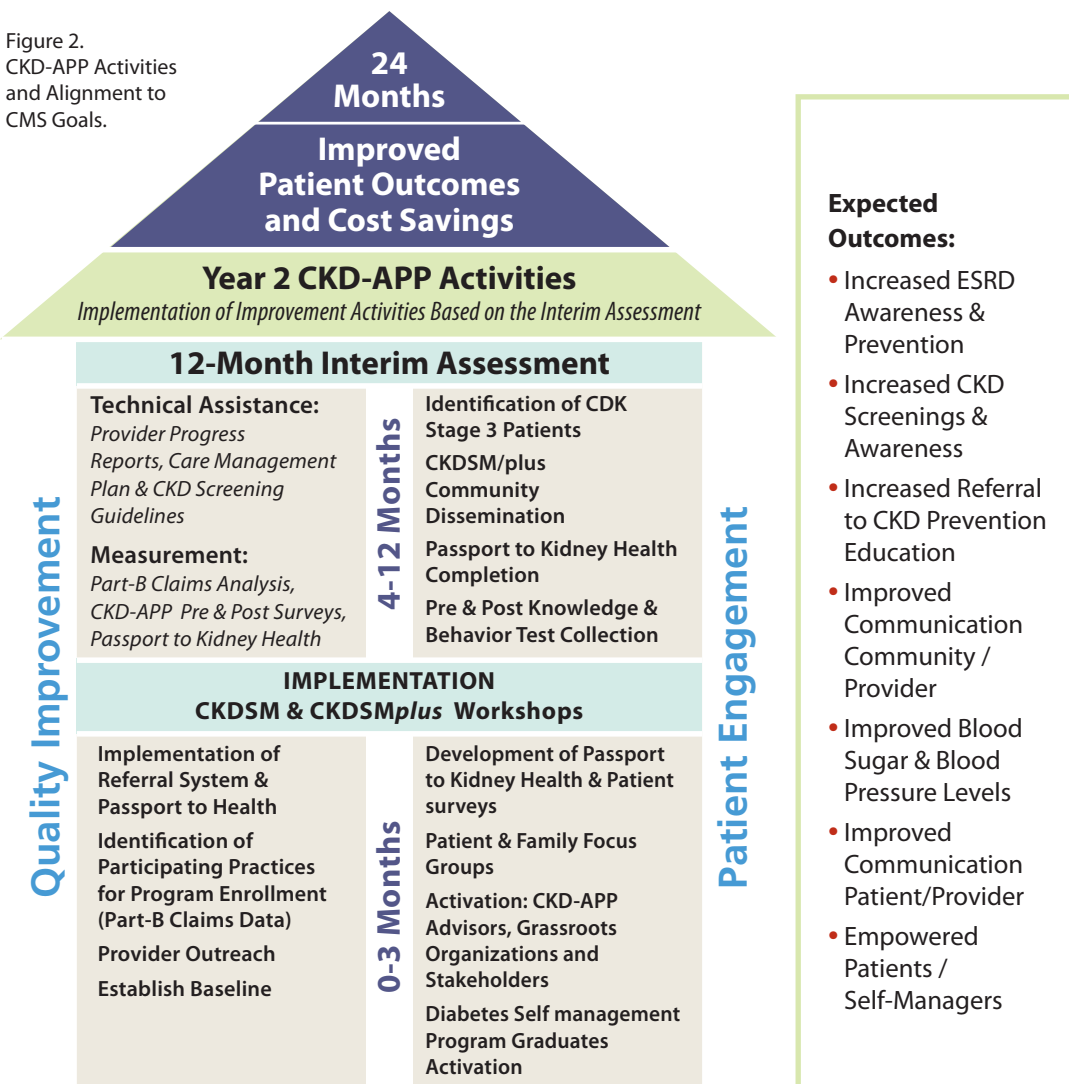 Figure 2.
CKD-APP Activities
and Alignment to
CMS Goals.
24
Months
Improved
Patient Outcomes
and Cost Savings
Year 2 CKD-APP Activities
Implementation of Improvement Activities Based on the Interim Assessment
12-Month Interim Assessment
Quality Improvement
Technical Assistance:
Provider Progress
Reports, Care Management
Plan & CKD Screening
Guidelines
Measurement:
Part-B Claims Analysis,
CKD-APP Pre & Post Surveys,
Passport to Kidney Health
4-12 Months
Identification of CDK
Stage 3 Patients
CKDSM/plus
Community
Dissemination
Passport to Kidney Health
Completion
Pre & Post Knowledge &
Behavior Test Collection
Patient Engagement
IMPLEMENTATION
CKDSM & CKDSMplus Workshops
Implementation of
Referral System &
Passport to Health
Identification of
Participating Practices
for Program Enrollment
(Part-B Claims Data)
Provider Outreach
Establish Baseline
0-3 Months
Development of Passport
to Kidney Health & Patient
surveys
Patient & Family Focus
Groups
Activation: CKD-APP
Advisors, Grassroots
Organizations and
Stakeholders
Diabetes Self management
Program Graduates
Activation
Expected
Outcomes:
• Increased ESRD
Awareness &
Prevention
• Increased CKD
Screenings &
Awareness
• Increased Referral
to CKD Prevention
Education
• Improved
Communication
Community /
Provider
• Improved Blood
Sugar & Blood
Pressure Levels
• Improved
Communication
Patient/Provider
• Empowered
Patients /
Self-Managers